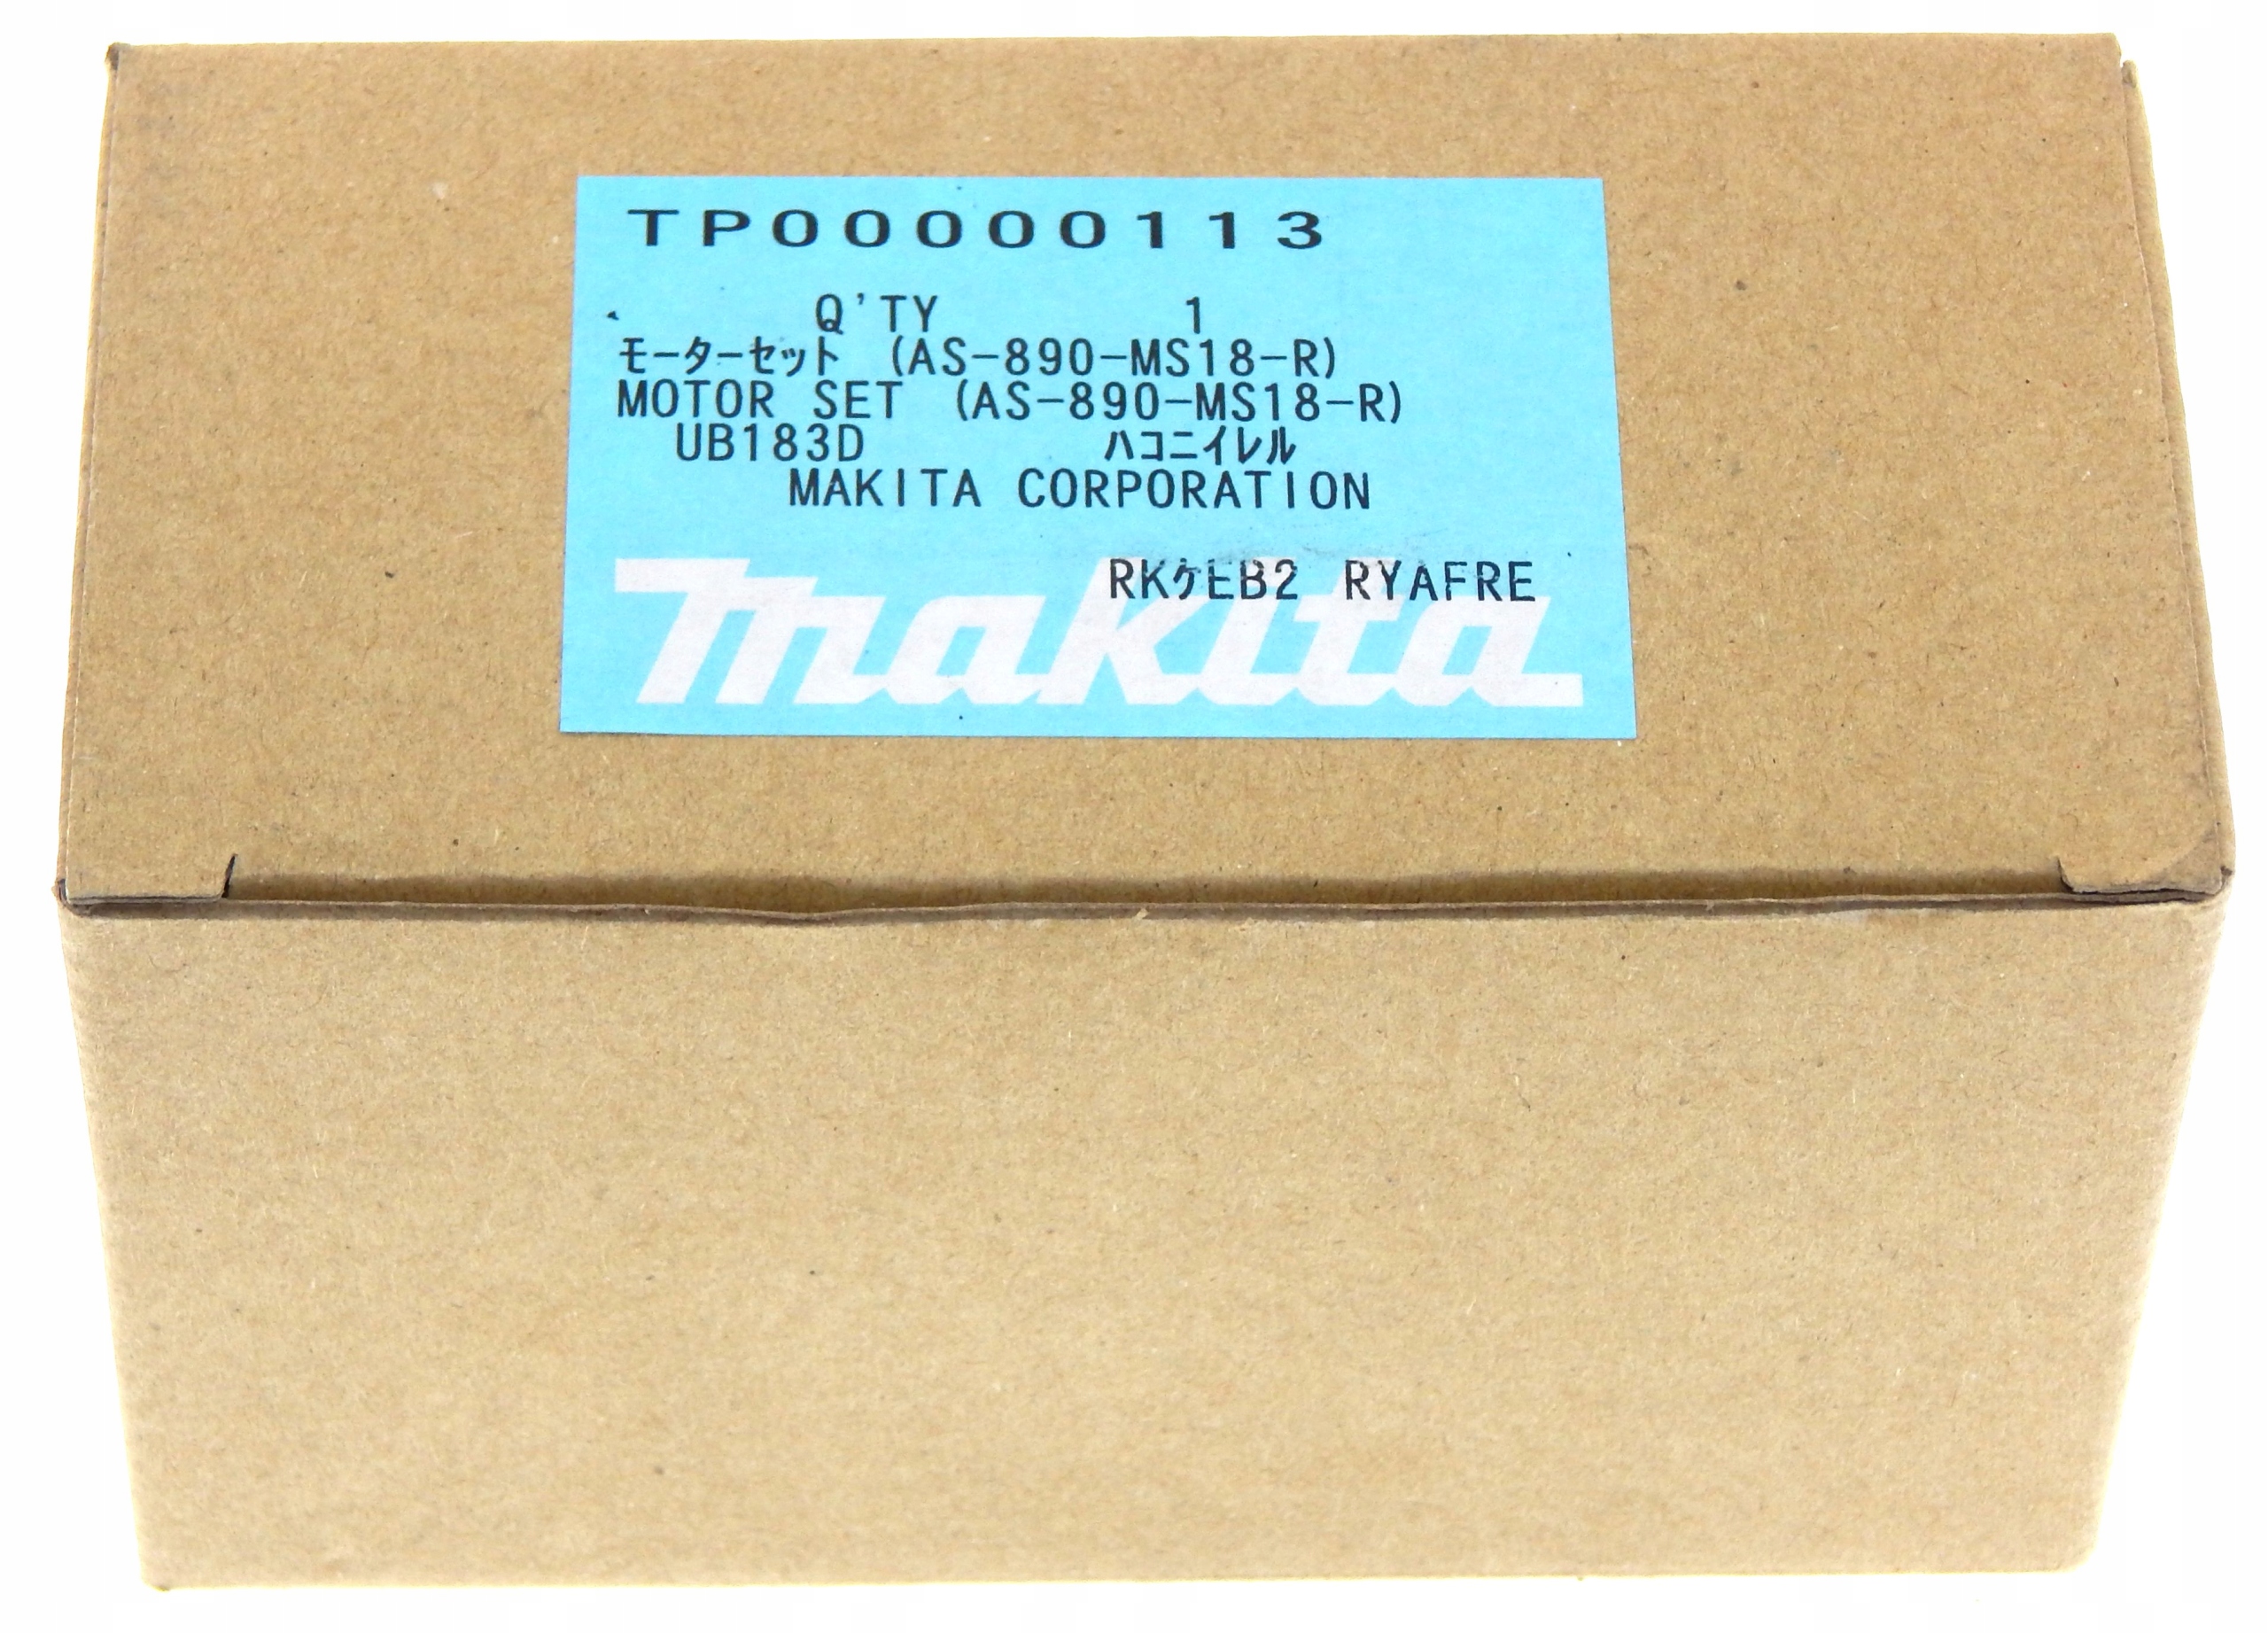 TP00000113
Q'TY 1
モーターセット (AS-890-MS18-R)
MOTOR SET (AS-890-MS18-R)
UB183D ハコニイレル
MAKITA CORPORATION
RKケEB2 RYAFRE
makita